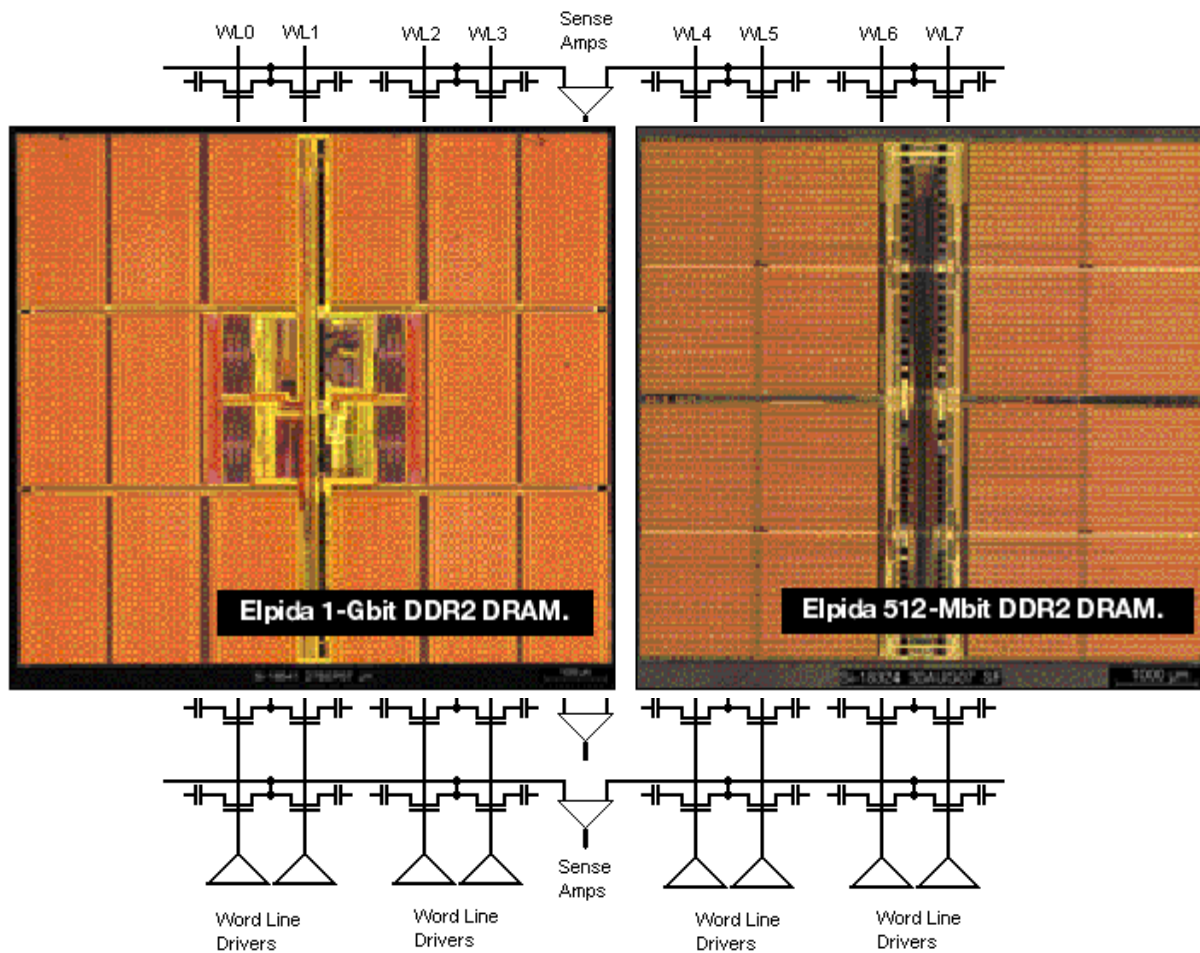 Sense
Amps
WL0 WL1 WL2 WL3 WL4 WL5 WL6 WL7
Elpida 1-Gbit DDR2 DRAM.
Elpida 512-Mbit DDR2 DRAM.
1000 µm
Sense
Amps
Word Line
Drivers
Word Line
Drivers
Word Line
Drivers
Word Line
Drivers